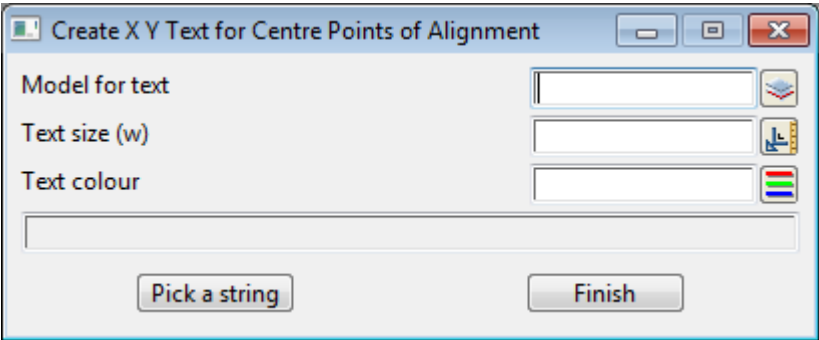 Create X Y Text for Centre Points of Alignment
Model for text
Text size (w)
Text colour
Pick a string
Finish